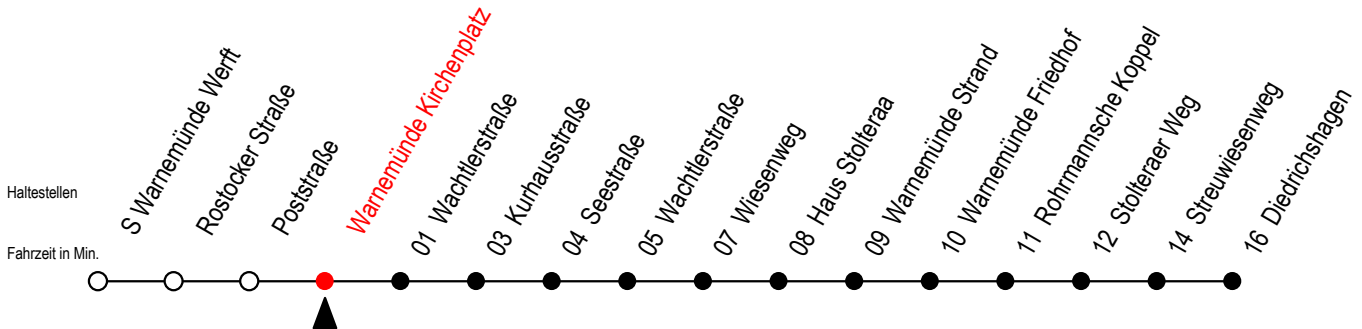 Haltestellen
Fahrzeit in Min.
S Warnemünde Werft
Rostocker Straße
Poststraße
Warnemünde Kirchenplatz
01 Wachtlerstraße
03 Kurhausstraße
04 Seestraße
05 Wachtlerstraße
07 Wiesenweg
08 Haus Stolteraa
09 Warnemünde Strand
10 Warnemünde Friedhof
11 Rohrmannsche Koppel
12 Stolteraer Weg
14 Streuwiesenweg
16 Diedrichshagen